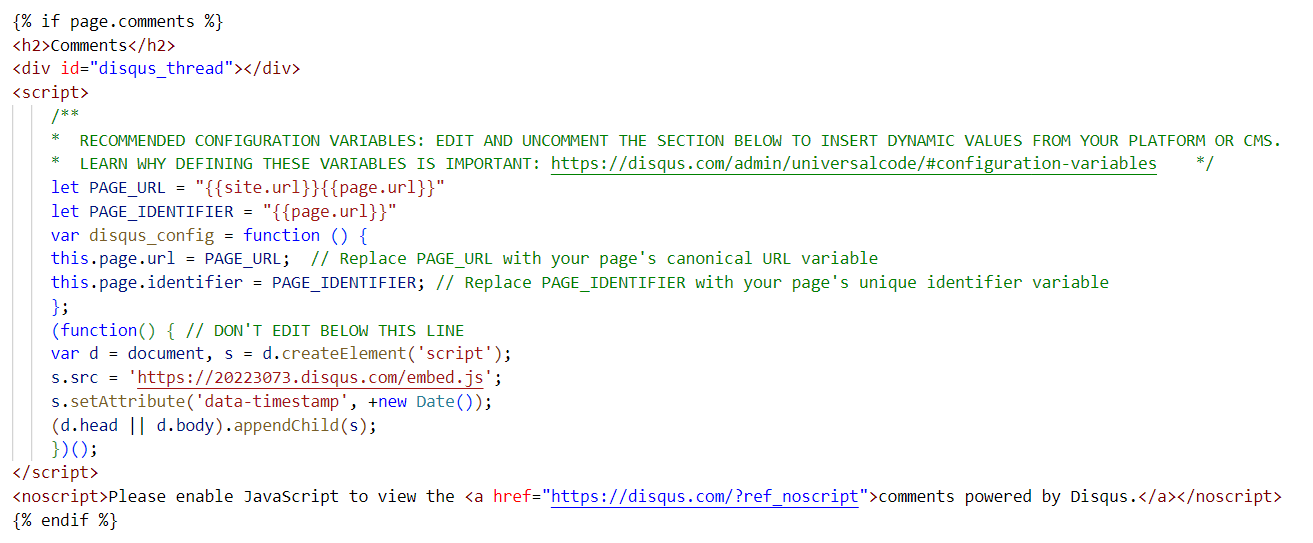 {% if page.comments %}
<h2>Comments</h2>
<div id="disqus_thread"></div>
<script>
/**
*  RECOMMENDED CONFIGURATION VARIABLES: EDIT AND UNCOMMENT THE SECTION BELOW TO INSERT DYNAMIC VALUES FROM YOUR PLATFORM OR CMS.
*  LEARN WHY DEFINING THESE VARIABLES IS IMPORTANT: https://disqus.com/admin/universalcode/#configuration-variables    */
let PAGE_URL = "{{site.url}}{{page.url}}"
let PAGE_IDENTIFIER = "{{page.url}}"
var disqus_config = function () {
this.page.url = PAGE_URL;  // Replace PAGE_URL with your page's canonical URL variable
this.page.identifier = PAGE_IDENTIFIER; // Replace PAGE_IDENTIFIER with your page's unique identifier variable
};
(function() { // DON'T EDIT BELOW THIS LINE
var d = document, s = d.createElement('script');
s.src = 'https://20223073.disqus.com/embed.js';
s.setAttribute('data-timestamp', +new Date());
(d.head || d.body).appendChild(s);
})();
</script>
<noscript>Please enable JavaScript to view the <a href="https://disqus.com/?ref_noscript">comments powered by Disqus.</a></noscript>
{% endif %}